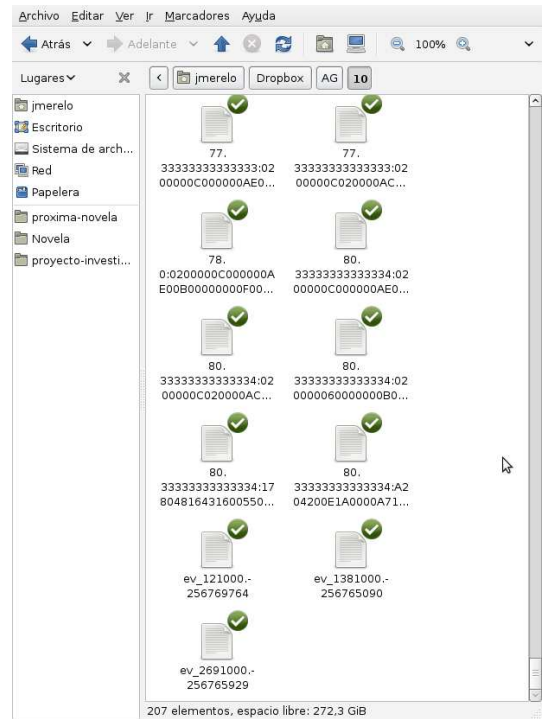 Archivo Editar Ver Ir Marcadores Ayuda
Atrás Adelante 100%
Lugares jmerelo Dropbox AG 10
jmerelo
Escritorio
Sistema de arch...
Red
Papelera
proxima-novela
Novela
proyecto-investi...
77.
33333333333333:02
00000C000000AE0...
77.
33333333333333:02
00000C020000AC...
78.
0:0200000C000000A
E00B00000000F00...
80.
33333333333334:02
00000C000000AE0...
80.
33333333333334:02
00000C020000AC...
80.
33333333333334:02
0000060000000B0...
80.
33333333333334:17
804816431600550...
80.
33333333333334:A2
04200E1A0000A71...
ev_121000.-
256769764
ev_1381000.-
256765090
ev_2691000.-
256765929
207 elementos, espacio libre: 272,3 GiB